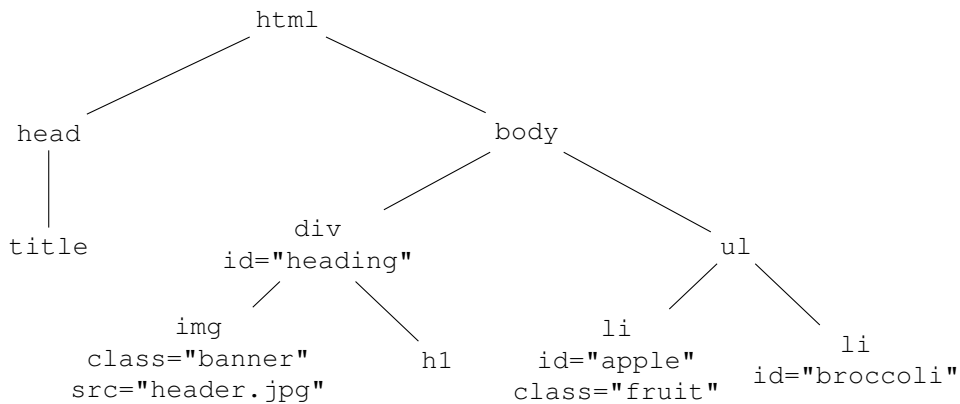 html
head
body
title
div
id="heading"
ul
img
class="banner"
src="header.jpg"
h1
li
id="apple"
class="fruit"
li
id="broccoli"